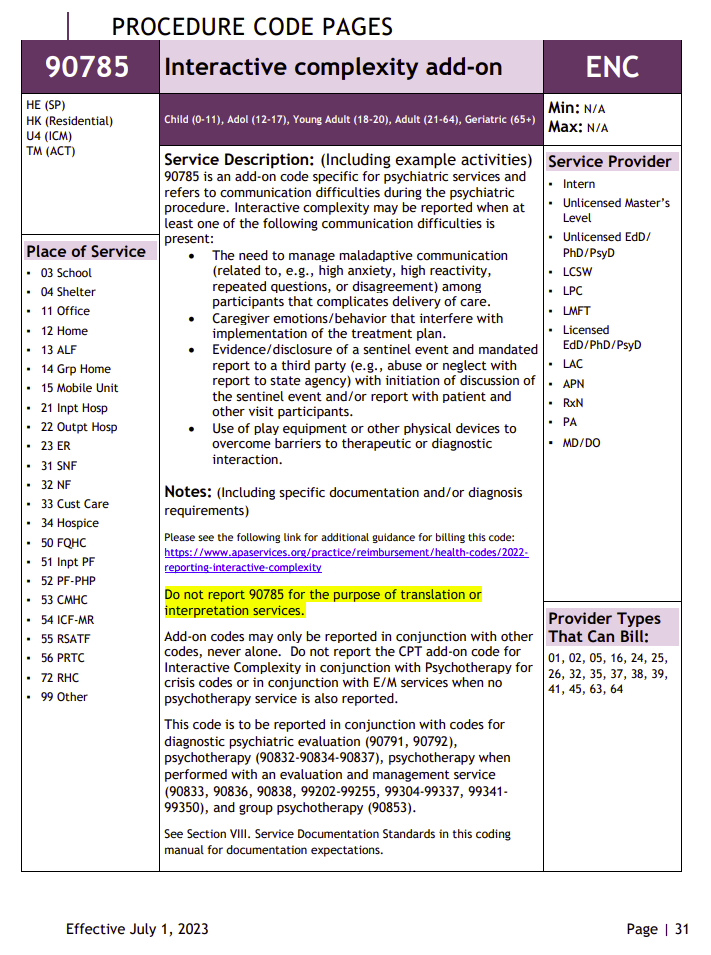 PROCEDURE CODE PAGES
90785
Interactive complexity add-on
ENC
HE (SP)
HK (Residential)
U4 (ICM)
TM (ACT)
Child (0-11), Adol (12-17), Young Adult (18-20), Adult (21-64), Geriatric (65+)
Min: N/A
Max: N/A
Place of Service
▪ 03 School
▪ 04 Shelter
▪ 11 Office
▪ 12 Home
▪ 13 ALF
▪ 14 Grp Home
▪ 15 Mobile Unit
▪ 21 Inpt Hosp
▪ 22 Outpt Hosp
▪ 23 ER
▪ 31 SNF
▪ 32 NF
▪ 33 Cust Care
▪ 34 Hospice
▪ 50 FQHC
▪ 51 Inpt PF
▪ 52 PF-PHP
▪ 53 CMHC
▪ 54 ICF-MR
▪ 55 RSATF
▪ 56 PRTC
▪ 72 RHC
▪ 99 Other
Service Description: (Including example activities)
90785 is an add-on code specific for psychiatric services and
refers to communication difficulties during the psychiatric
procedure. Interactive complexity may be reported when at
least one of the following communication difficulties is
present:
• The need to manage maladaptive communication
(related to, e.g., high anxiety, high reactivity,
repeated questions, or disagreement) among
participants that complicates delivery of care.
• Caregiver emotions/behavior that interfere with
implementation of the treatment plan.
• Evidence/disclosure of a sentinel event and mandated
report to a third party (e.g., abuse or neglect with
report to state agency) with initiation of discussion of
the sentinel event and/or report with patient and
other visit participants.
• Use of play equipment or other physical devices to
overcome barriers to therapeutic or diagnostic
interaction.
Notes: (Including specific documentation and/or diagnosis
requirements)
Please see the following link for additional guidance for billing this code:
https://www.apaservices.org/practice/reimbursement/health-codes/2022-
reporting-interactive-complexity
Do not report 90785 for the purpose of translation or
interpretation services.
Add-on codes may only be reported in conjunction with other
codes, never alone. Do not report the CPT add-on code for
Interactive Complexity in conjunction with Psychotherapy for
crisis codes or in conjunction with E/M services when no
psychotherapy service is also reported.
This code is to be reported in conjunction with codes for
diagnostic psychiatric evaluation (90791, 90792),
psychotherapy (90832-90834-90837), psychotherapy when
performed with an evaluation and management service
(90833, 90836, 90838, 99202-99255, 99304-99337, 99341-
99350), and group psychotherapy (90853).
See Section VIII. Service Documentation Standards in this coding
manual for documentation expectations.
Service Provider
▪ Intern
▪ Unlicensed Master's
Level
▪ Unlicensed EdD/
PhD/PsyD
▪ LCSW
▪ LPC
▪ LMFT
▪ Licensed
EdD/PhD/PsyD
▪ LAC
▪ APN
▪ RxN
▪ PA
▪ MD/DO
Provider Types
That Can Bill:
01, 02, 05, 16, 24, 25,
26, 32, 35, 37, 38, 39,
41, 45, 63, 64
Effective July 1, 2023
Page | 31